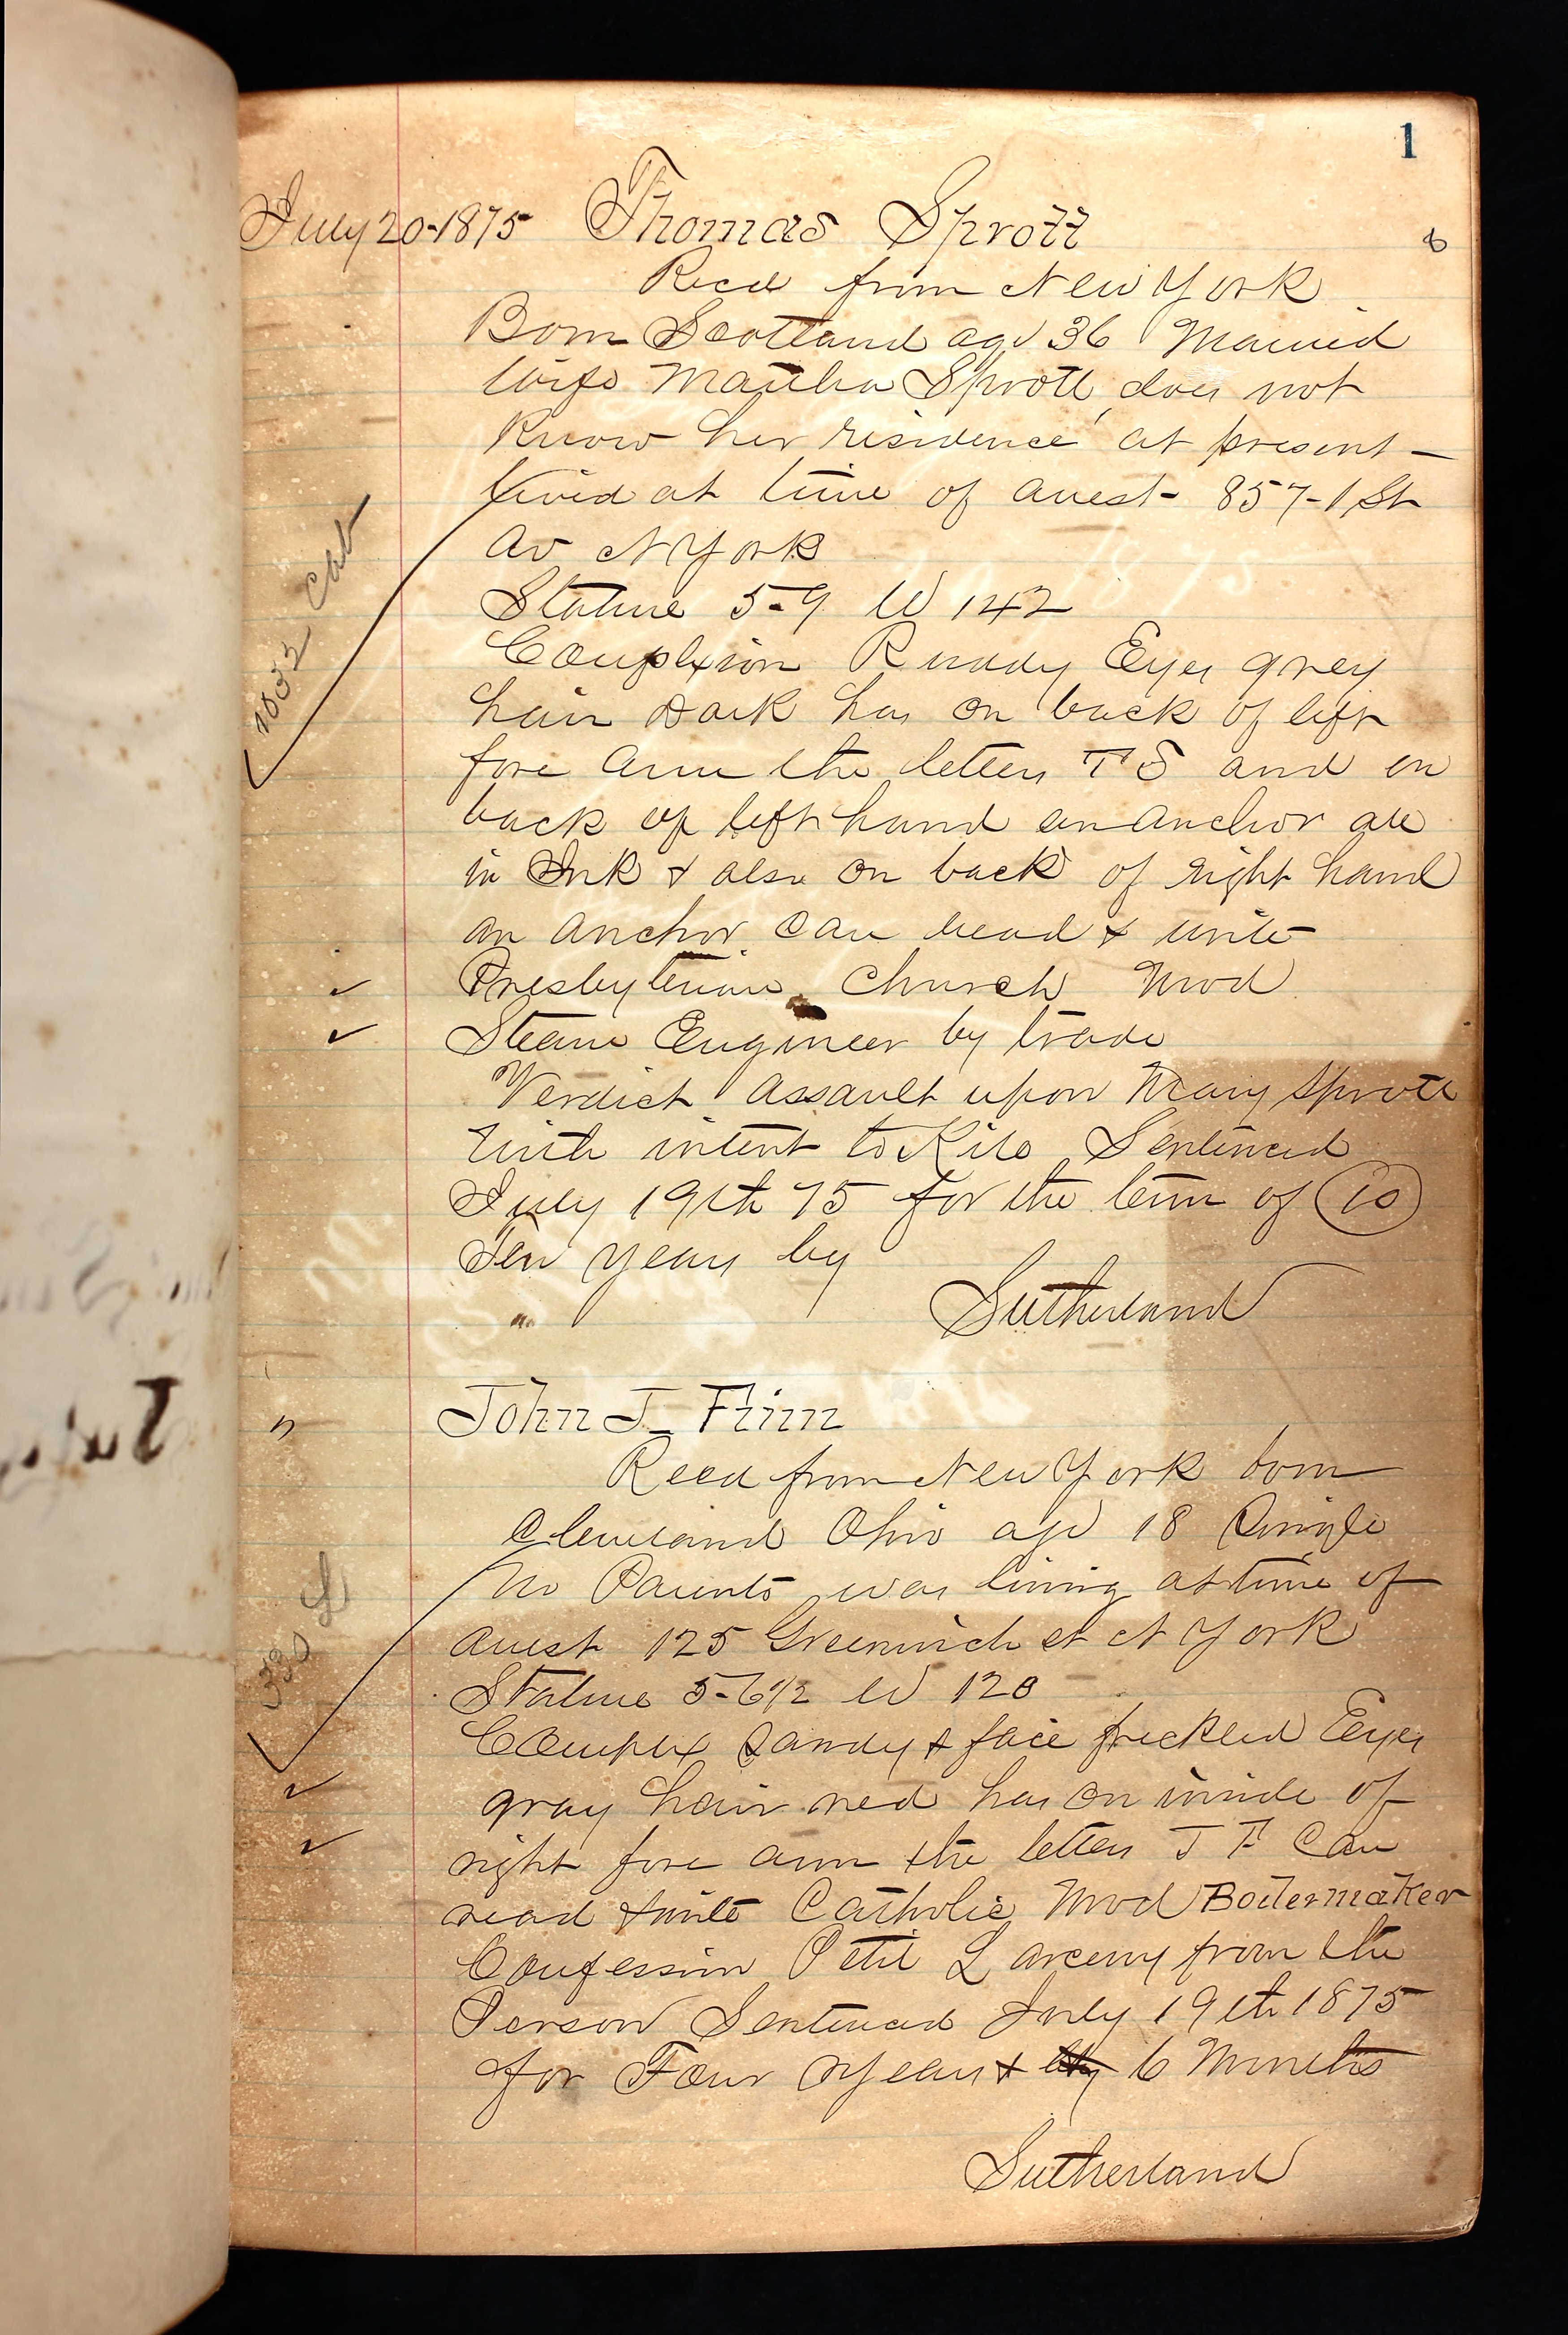 1
July 20-1875 Thomas Sprott
8
Recd from New York
Born Scotland age 36 Married
Wife Martha Sprott, does not
know her residence at present -
lived at time of arrest - 857-1 St
Av N York
Stature 5-9 W 142
Complexion Ruddy Eyes grey
hair Dark has on back of left
fore arm the letters T S and on
back of left hand an anchor all
in Ink & also on back of right hand
an anchor can read & write
Presbyterian Church Mod
Steam Engineer by trade
Verdict Assault upon Mary Sprott
with intent to Kill Sentenced
July 19th 75 for the term of 10
Ten years by
Sutherland
John J- Flinn
Recd from New York born
Cleveland Ohio age 18 Single
No Parents was living at time of
arrest 125 Greenwich st N York
Stature 5-6 1/2 W 128
Complex Sandy & face freckled Eyes
gray hair red has on inside of
right fore arm the letters J F Can
read & write Catholic Mod Boilermaker
Confession Petit Larceny from the
Person Sentenced July 19th 1875
for Four years & 6 Months
Sutherland